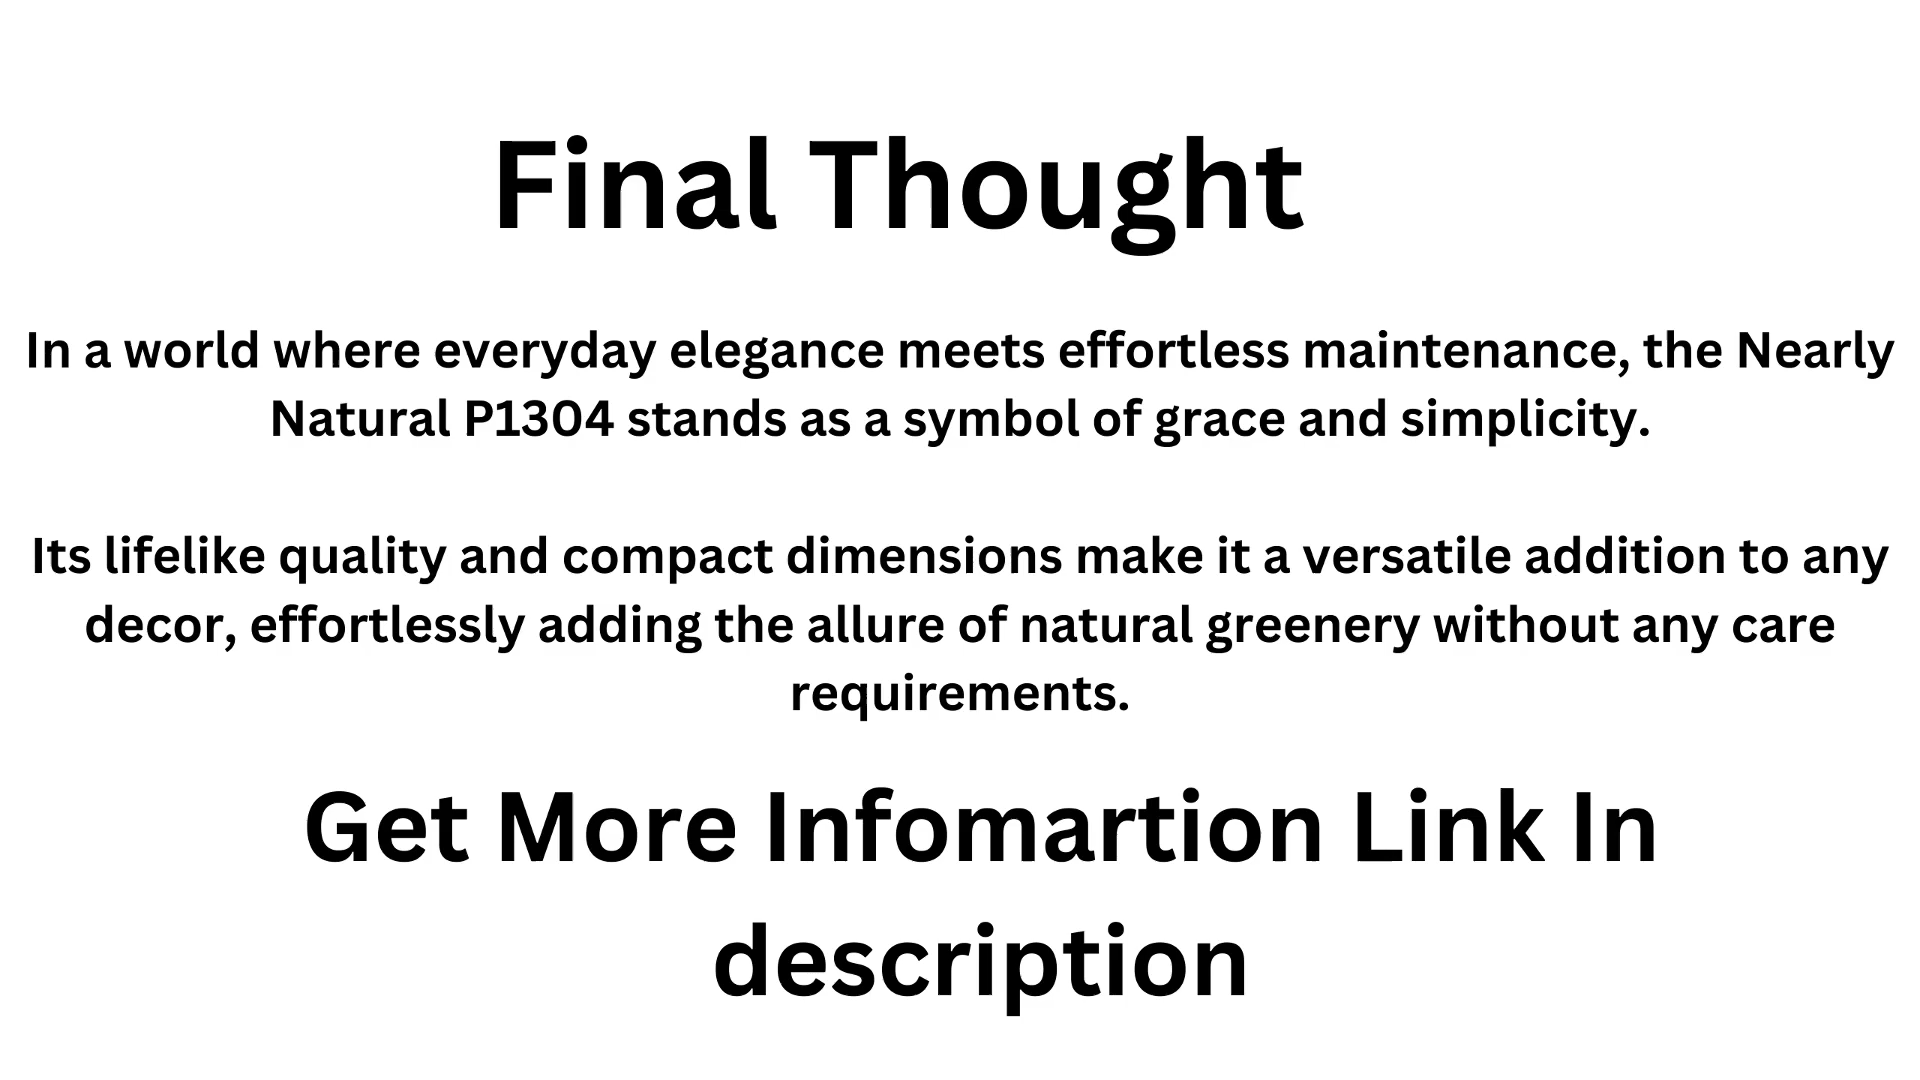 Final Thought
In a world where everyday elegance meets effortless maintenance, the Nearly
Natural P1304 stands as a symbol of grace and simplicity.
Its lifelike quality and compact dimensions make it a versatile addition to any
decor, effortlessly adding the allure of natural greenery without any care
requirements.
Get More Infomartion Link In
description